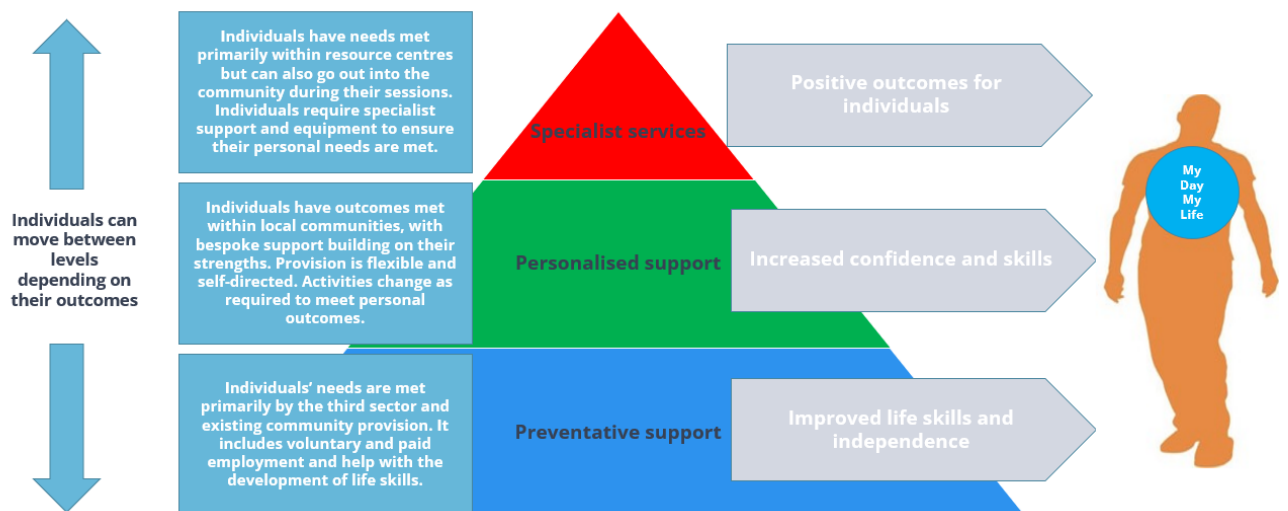 Individuals can
move between
levels
depending on
their outcomes
Individuals have needs met
primarily within resource centres
but can also go out into the
community during their sessions.
Individuals require specialist
support and equipment to ensure
their personal needs are met.
Specialist services
Positive outcomes for
individuals
Individuals have outcomes met
within local communities, with
bespoke support building on their
strengths. Provision is flexible and
self-directed. Activities change as
required to meet personal
outcomes.
Personalised support
Increased confidence and skills
Individuals’ needs are met
primarily by the third sector and
existing community provision. It
includes voluntary and paid
employment and help with the
development of life skills.
Preventative support
Improved life skills and
independence
My
Day
My
Life